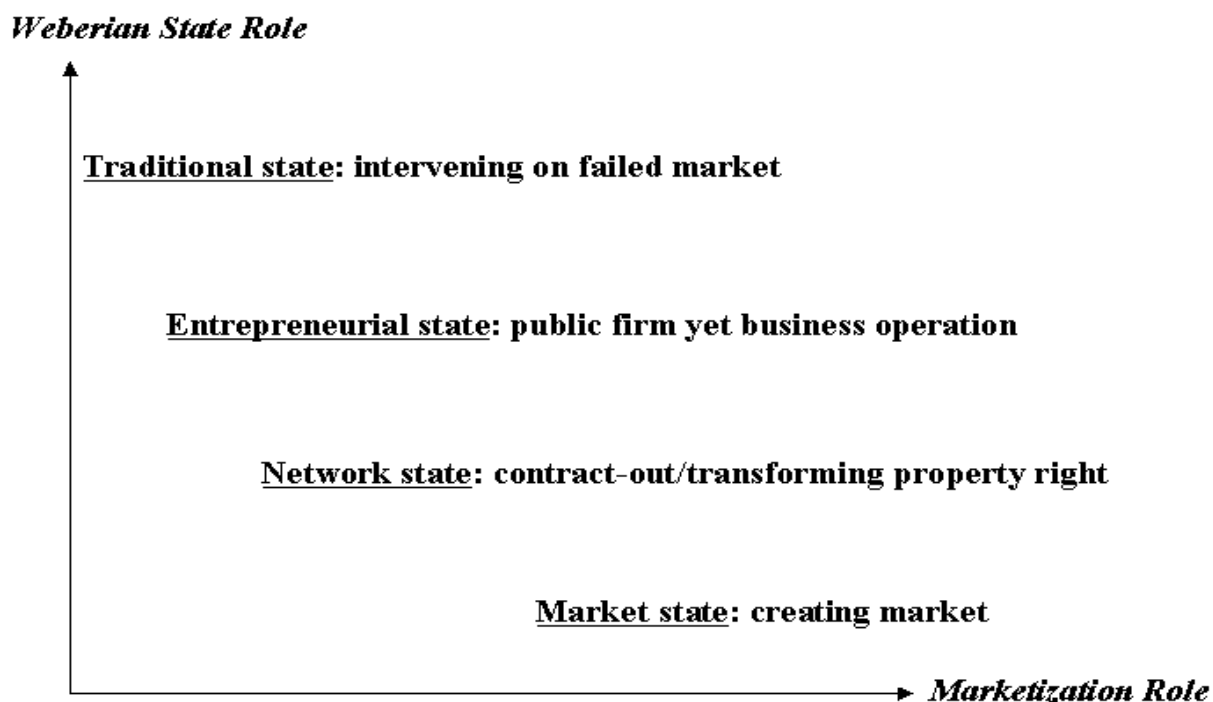 Weberian State Role
Traditional state: intervening on failed market
Entrepreneurial state: public firm yet business operation
Network state: contract-out/transforming property right
Market state: creating market
Marketization Role